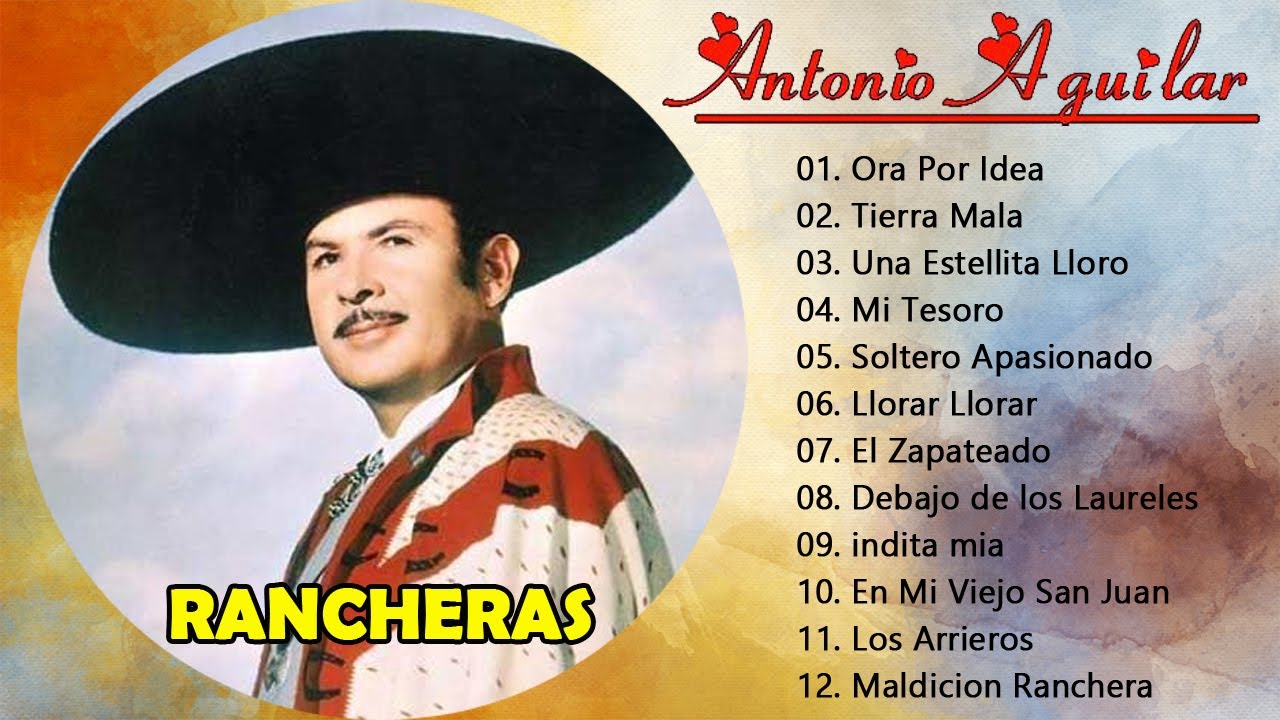 Antonio Aguilar
01. Ora Por Idea
02. Tierra Mala
03. Una Estellita Lloro
04. Mi Tesoro
05. Soltero Apasionado
06. Llorar Llorar
07. El Zapateado
08. Debajo de los Laureles
09. indita mia
10. En Mi Viejo San Juan
11. Los Arrieros
12. Maldicion Ranchera
RANCHERAS